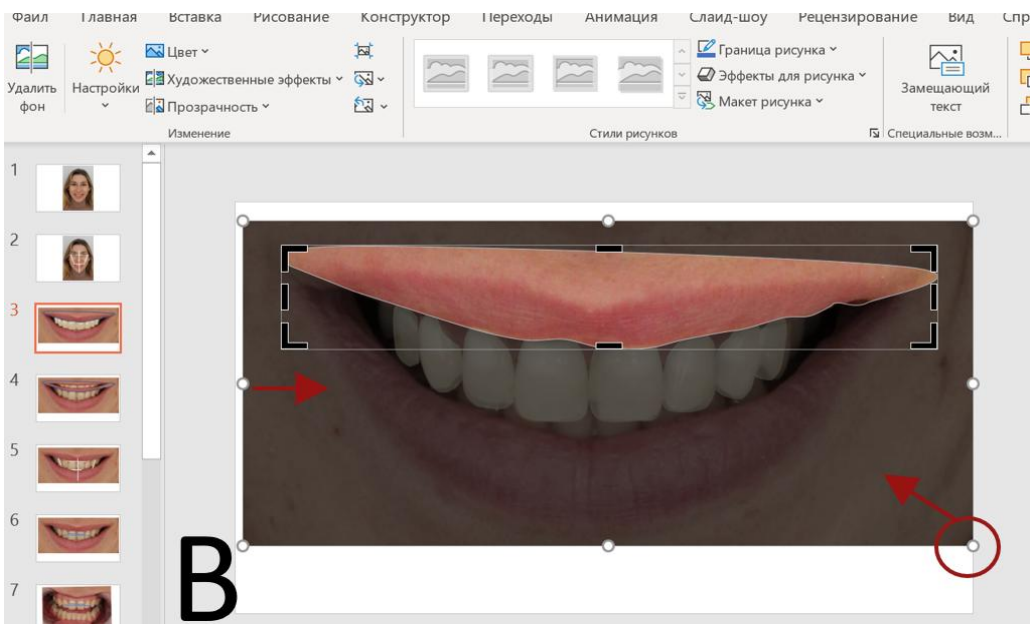 Файл Главная Вставка Рисование Конструктор Переходы Анимация Слайд-шоу Рецензирование Вид Спр
Удалить фон
Настройки
Цвет
Художественные эффекты
Прозрачность
Изменение
Граница рисунка
Эффекты для рисунка
Макет рисунка
Стили рисунков
Замещающий текст
Специальные возм...
1
2
3
4
5
6
7
B